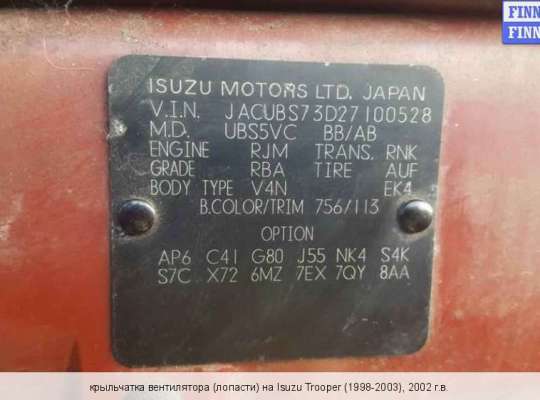 FINN
FINN
ISUZU MOTORS LTD. JAPAN
V.I.N. JACUBS73D27100528
M.D. UBS5VC BB/AB
ENGINE RJM TRANS. RNK
GRADE RBA TIRE AUF
BODY TYPE V4N EK4
B.COLOR/TRIM 756/113
OPTION
AP6 C41 G80 J55 NK4 S4K
S7C X72 6MZ 7EX 7QY 8AA
крыльчатка вентилятора (лопасти) на Isuzu Trooper (1998-2003), 2002 г.в.